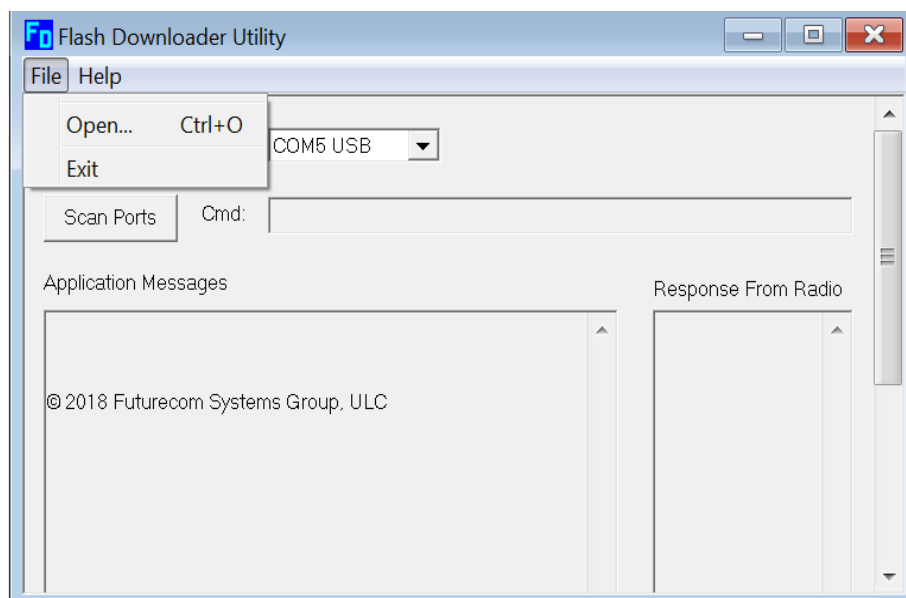 FD Flash Downloader Utility
File Help
Open... Ctrl+O
COM5 USB
Exit
Scan Ports Cmd:
Application Messages
Response From Radio
© 2018 Futurecom Systems Group, ULC